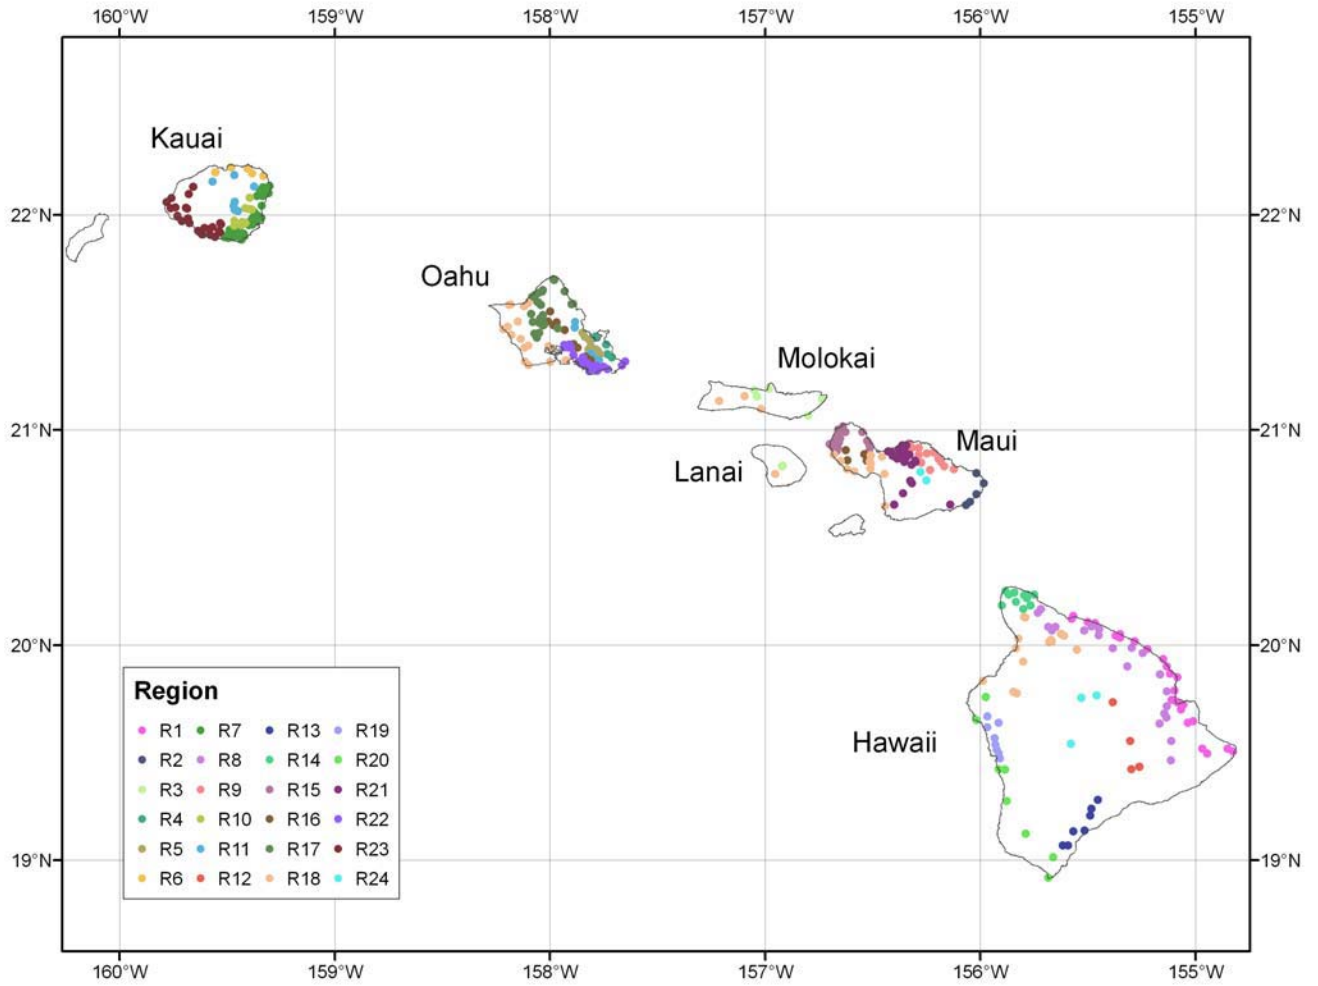 160°W 159°W 158°W 157°W 156°W 155°W
Kauai
22°N 22°N
Oahu
Molokai
21°N 21°N
Maui
Lanai
20°N 20°N
Region
R1 R7 R13 R19
Hawaii
R2 R8 R14 R20
R3 R9 R15 R21
R4 R10 R16 R22
R5 R11 R17 R23
19°N 19°N
R6 R12 R18 R24
160°W 159°W 158°W 157°W 156°W 155°W